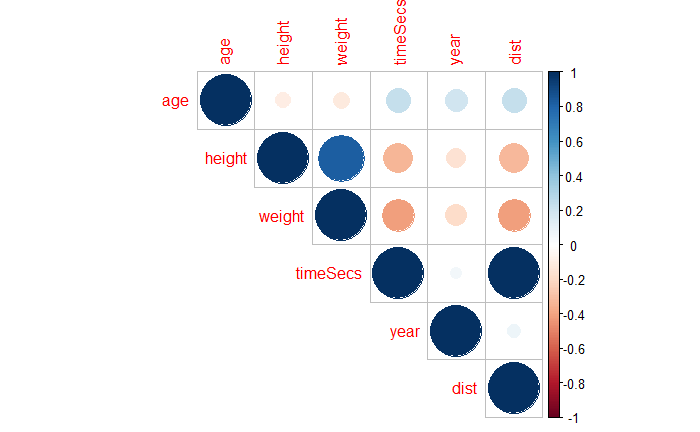 age
height
weight
timeSecs
year
dist
age
height
weight
timeSecs
year
dist
1
0.8
0.6
0.4
0.2
0
-0.2
-0.4
-0.6
-0.8
-1